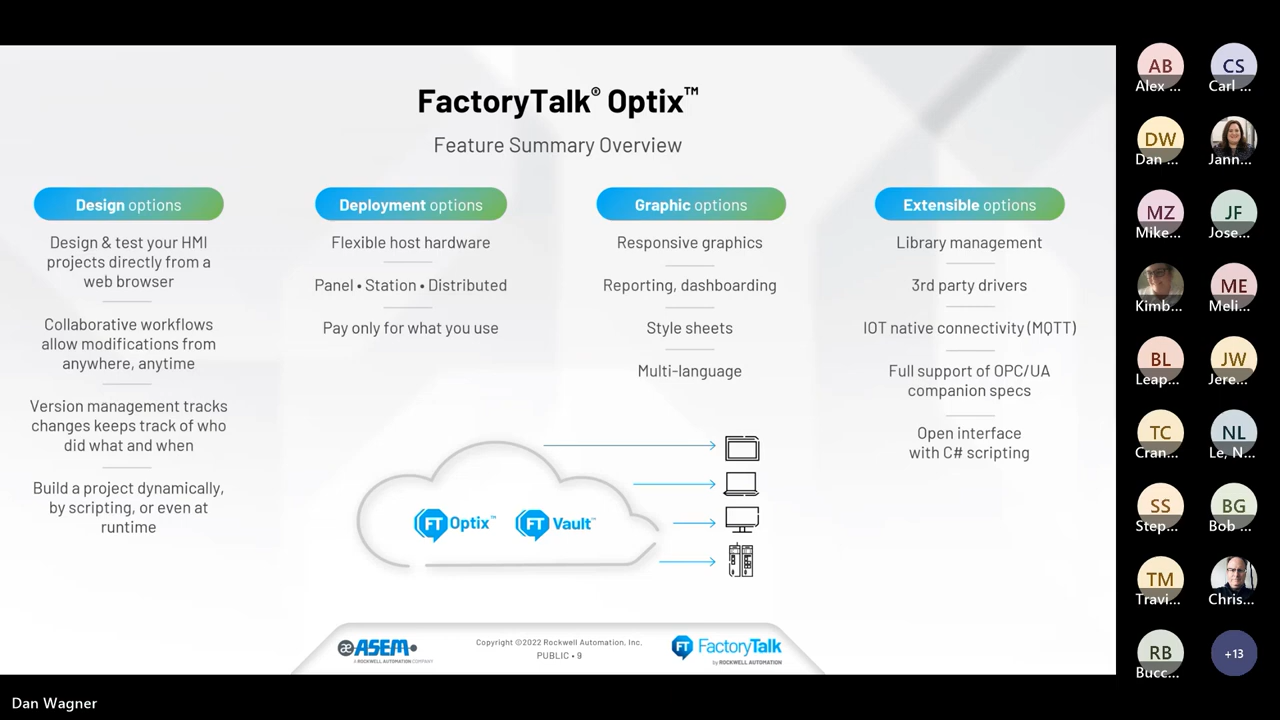 FactoryTalk® Optix™
Feature Summary Overview
Design options
Design & test your HMI
projects directly from a
web browser
Collaborative workflows
allow modifications from
anywhere, anytime
Version management tracks
changes keeps track of who
did what and when
Build a project dynamically,
by scripting, or even at
runtime
Deployment options
Flexible host hardware
Panel • Station • Distributed
Pay only for what you use
Graphic options
Responsive graphics
Reporting, dashboarding
Style sheets
Multi-language
Extensible options
Library management
3rd party drivers
IOT native connectivity (MQTT)
Full support of OPC/UA
companion specs
Open interface
with C# scripting
FT Optix™
FT Vault™
ae ASEM
A ROCKWELL AUTOMATION COMPANY
Copyright ©2022 Rockwell Automation, Inc.
PUBLIC • 9
FT FactoryTalk
by ROCKWELL AUTOMATION
AB
Alex ...
CS
Carl ...
DW
Dan ...
Jann...
MZ
Mike...
JF
Jose...
Kimb...
ME
Meli...
BL
Leap...
JW
Jere...
TC
Cran...
NL
Le, N...
SS
Step...
BG
Bob ...
TM
Travi...
Chris...
RB
Bucc...
+13
Dan Wagner